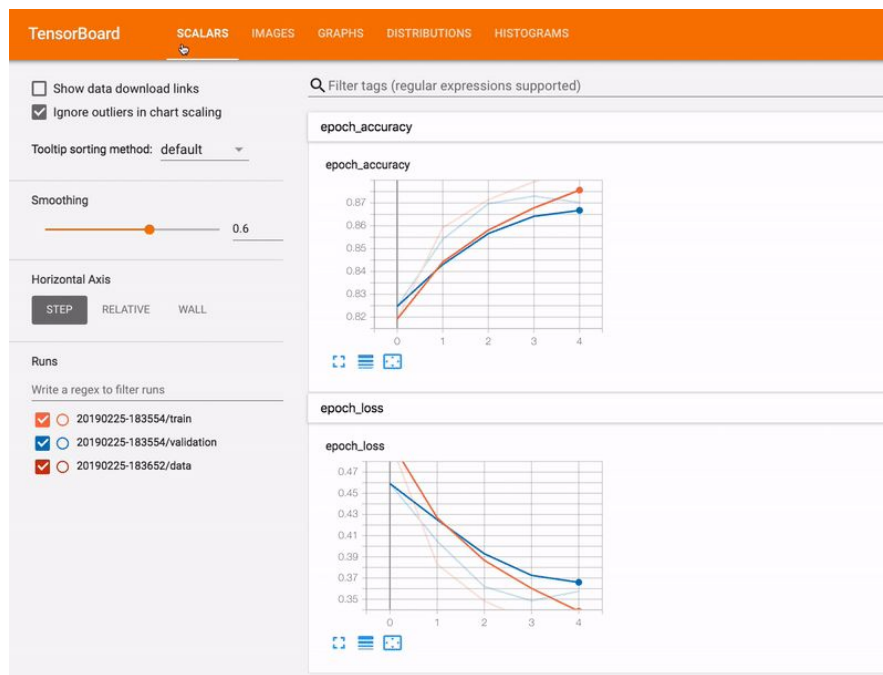 TensorBoard SCALARS IMAGES GRAPHS DISTRIBUTIONS HISTOGRAMS
Show data download links
Ignore outliers in chart scaling
Tooltip sorting method: default
Smoothing
0.6
Horizontal Axis
STEP RELATIVE WALL
Runs
Write a regex to filter runs
20190225-183554/train
20190225-183554/validation
20190225-183652/data
Filter tags (regular expressions supported)
epoch_accuracy
epoch_accuracy
0.87
0.86
0.85
0.84
0.83
0.82
0 1 2 3 4
epoch_loss
epoch_loss
0.47
0.45
0.43
0.41
0.39
0.37
0.35
0 1 2 3 4